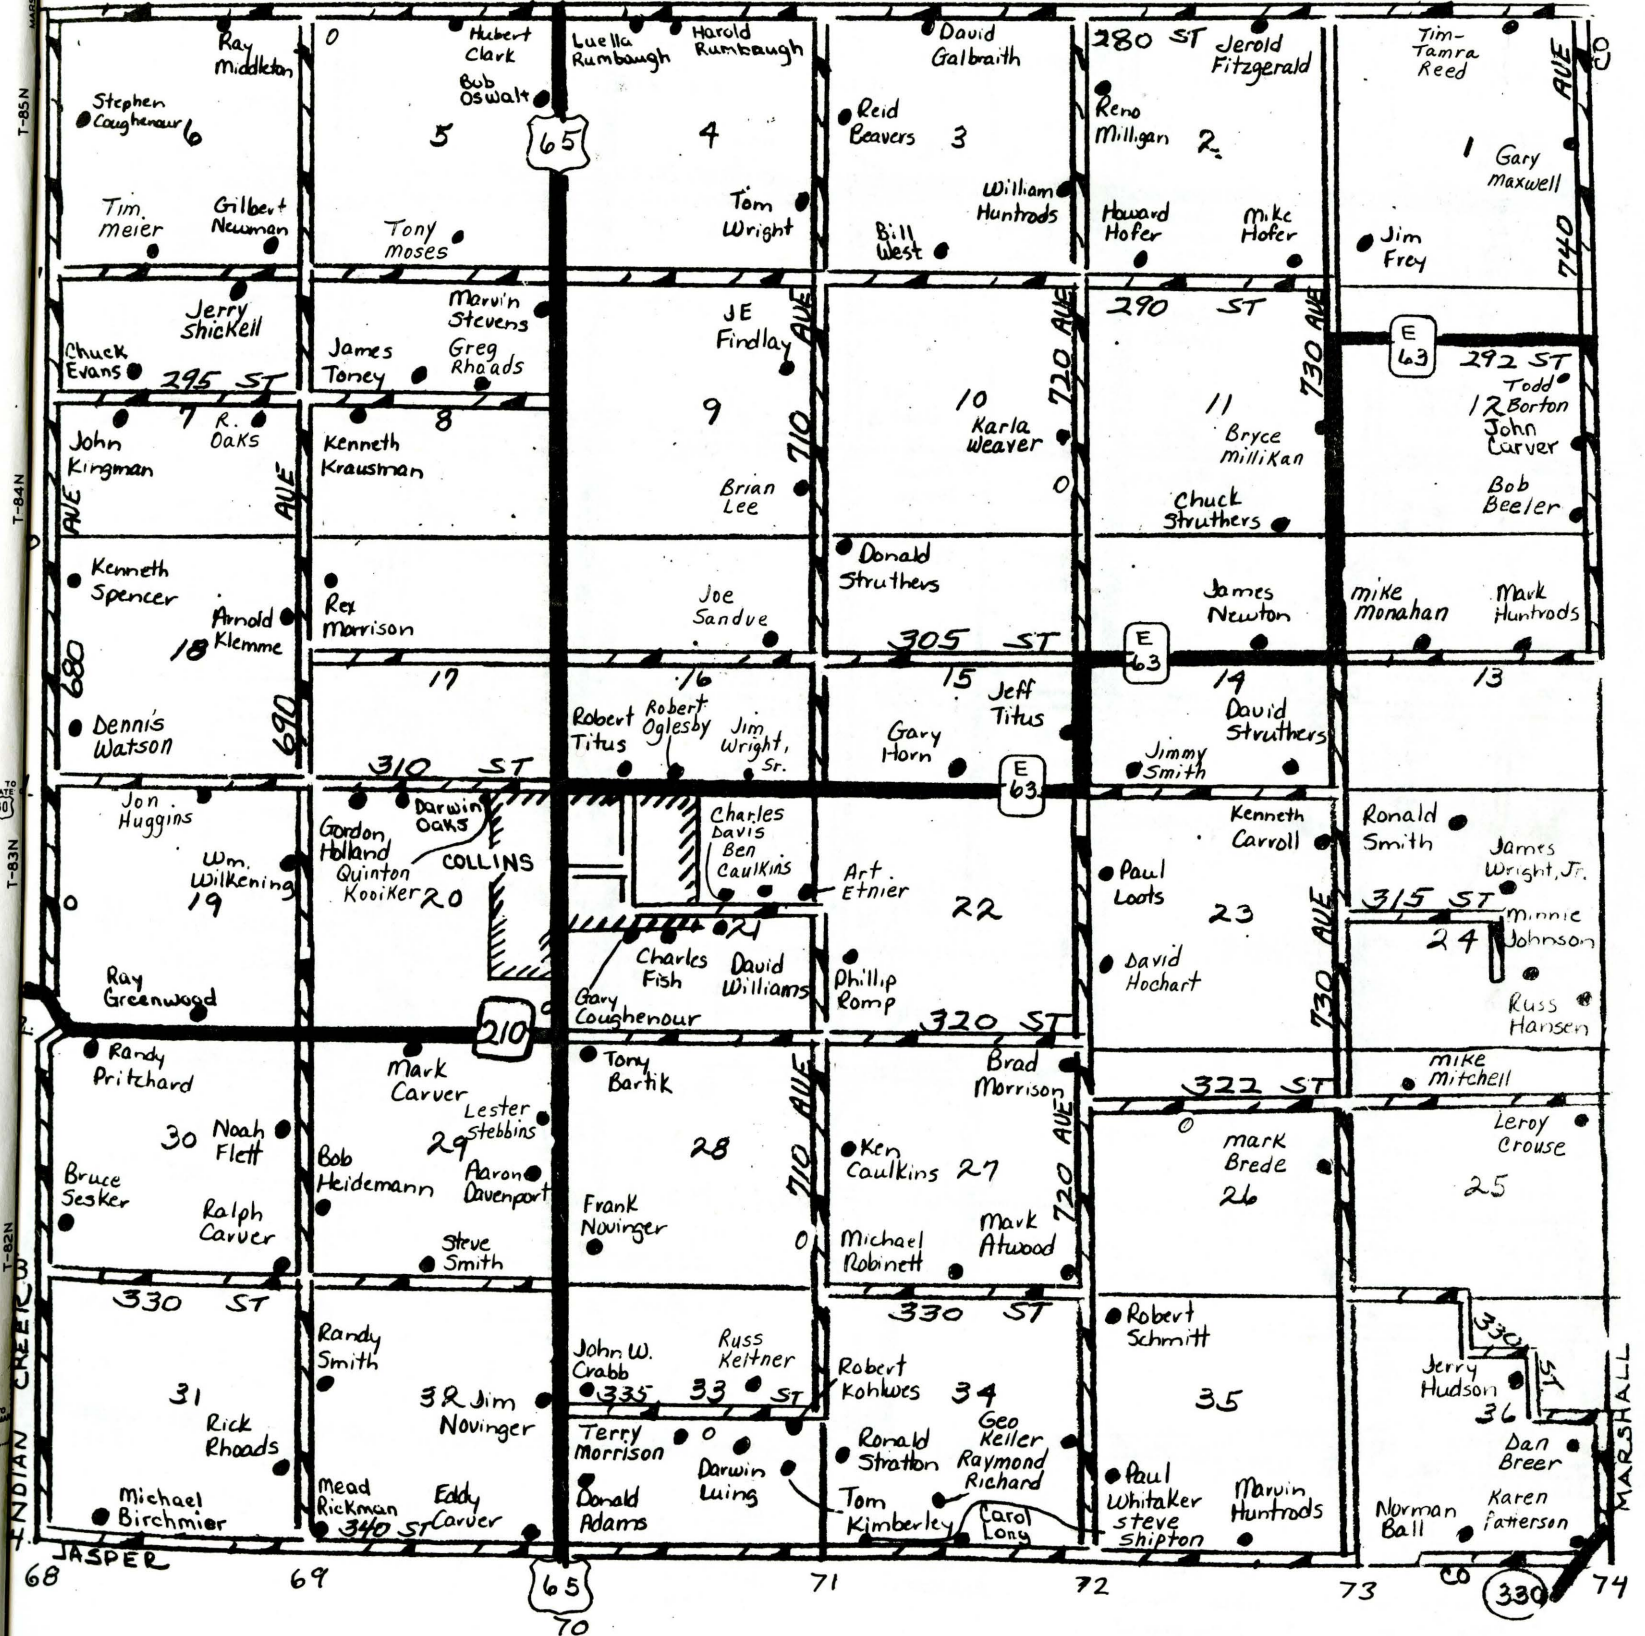 T-85N
Ray
Middleton
O
Hubert
Clark
Luella
Rumbaugh
Harold
Rumbaugh
David
Galbraith
280 ST
Jerold
Fitzgerald
Tim-
Tamra
Reed
AVE
CO
Stephen
Coughenour
6
Bob
Oswalt
5
65
4
Reid
Beavers
3
Reno
Milligan
2
1
Gary
Maxwell
Tim
Meier
Gilbert
Newman
Tony
Moses
Tom
Wright
Bill
West
William
Huntrods
Howard
Hofer
Mike
Hofer
Jim
Frey
740
Jerry
Shickell
Chuck
Evans
295 ST
James
Toney
Marvin
Stevens
Greg
Rhoads
JE
Findlay
710 AVE
720 AVE
290 ST
730 AVE
E
63
292 ST
Todd
Borton
12
John
Carver
Bob
Beeler
John
Kingman
7
R.
Oaks
Kenneth
Krausman
8
9
Brian
Lee
10
Karla
Weaver
O
11
Bryce
Millikan
Chuck
Struthers
T-84N
AVE
AVE
O
Kenneth
Spencer
Arnold
Klemme
18
Rex
Morrison
Joe
Sandve
Donald
Struthers
305 ST
James
Newton
E
63
Mike
Monahan
Mark
Huntrods
680
690
17
16
15
14
13
Dennis
Watson
310 ST
Robert
Titus
Robert
Oglesby
Jim
Wright,
Sr.
Gary
Horn
Jeff
Titus
E
63
Jimmy
Smith
David
Struthers
T-83N
Jon
Huggins
Wm.
Wilkening
19
O
Gordon
Holland
Darwin
Oaks
Quinton
Kooiker
20
COLLINS
Charles
Davis
Ben
Caulkins
Art
Etnier
22
Paul
Loots
23
Kenneth
Carroll
Ronald
Smith
James
Wright, Jr.
315 ST
24
Minnie
Johnson
Ray
Greenwood
210
O
21
Charles
Fish
David
Williams
Gary
Coughenour
Phillip
Romp
320 ST
David
Hochart
730 AVE
Russ
Hansen
Randy
Pritchard
Mark
Carver
Tony
Bartik
Brad
Morrison
322 ST
Mike
Mitchell
30
Noah
Flett
29
Lester
Stebbins
Aaron
Davenport
28
710 AVE
Ken
Caulkins
27
720 AVE
O
Mark
Brede
26
Leroy
Crouse
25
Bruce
Sesker
Ralph
Carver
Bob
Heidemann
Steve
Smith
Frank
Novinger
O
Michael
Robinett
Mark
Atwood
T-82N
INDIAN CREEK
330 ST
330 ST
330 ST.
Randy
Smith
John W.
Crabb
Russ
Keltner
Robert
Kohlwes
Robert
Schmitt
Jerry
Hudson
31
Rick
Rhoads
32
Jim
Novinger
335 ST
33
34
35
36
MARSHALL
Terry
Morrison
O
Darwin
Luing
Ronald
Stratton
Geo
Keller
Raymond
Richard
Dan
Breer
Michael
Birchmier
Mead
Rickman
340 ST
Eddy
Carver
Donald
Adams
Tom
Kimberley
Carol
Long
Paul
Whitaker
Steve
Shipton
Marvin
Huntrods
Norman
Ball
Karen
Patterson
JASPER
CO
68
69
65
70
71
72
73
330
74